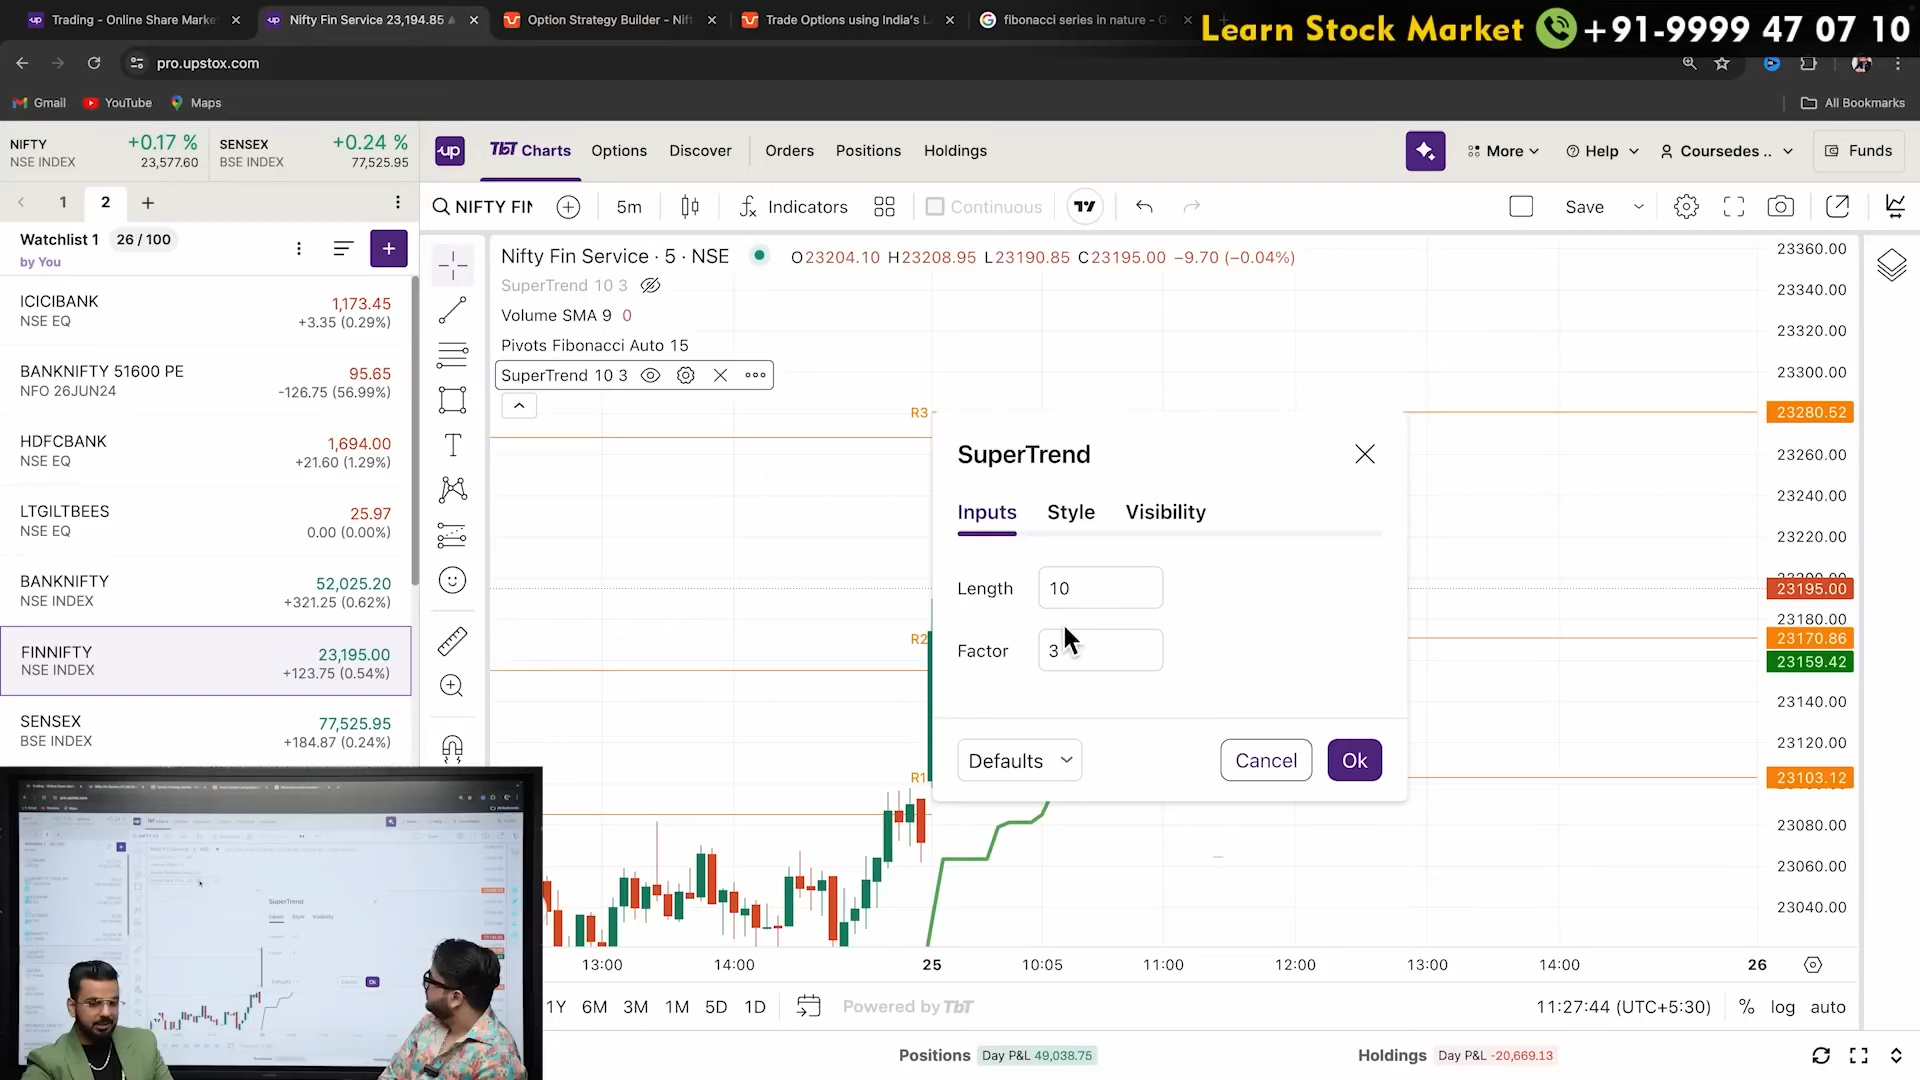 Trading - Online Share Marke
Nifty Fin Service 23,194.85
Option Strategy Builder - Nift
Trade Options using India's L
fibonacci series in nature - G
Learn Stock Market +91-9999 47 07 10
pro.upstox.com
Gmail YouTube Maps
All Bookmarks
NIFTY +0.17 % SENSEX +0.24 %
NSE INDEX 23,577.60 BSE INDEX 77,525.95
up TbT Charts Options Discover Orders Positions Holdings
More Help Coursedes .. Funds
1 2
NIFTY FIN 5m Indicators Continuous Save
Watchlist 1 26 / 100
by You
ICICIBANK 1,173.45
NSE EQ +3.35 (0.29%)
BANKNIFTY 51600 PE 95.65
NFO 26JUN24 -126.75 (56.99%)
HDFCBANK 1,694.00
NSE EQ +21.60 (1.29%)
LTGILTBEES 25.97
NSE EQ 0.00 (0.00%)
BANKNIFTY 52,025.20
NSE INDEX +321.25 (0.62%)
FINNIFTY 23,195.00
NSE INDEX +123.75 (0.54%)
SENSEX 77,525.95
BSE INDEX +184.87 (0.24%)
Nifty Fin Service · 5 · NSE O23204.10 H23208.95 L23190.85 C23195.00 −9.70 (−0.04%)
SuperTrend 10 3
Volume SMA 9 0
Pivots Fibonacci Auto 15
SuperTrend 10 3
R3
R2
R1
SuperTrend
Inputs Style Visibility
Length 10
Factor 3
Defaults Cancel Ok
23360.00
23340.00
23320.00
23300.00
23280.52
23260.00
23240.00
23220.00
23195.00
23180.00
23170.86
23159.42
23140.00
23120.00
23103.12
23080.00
23060.00
23040.00
13:00 14:00 25 10:05 11:00 12:00 13:00 14:00 26
1Y 6M 3M 1M 5D 1D
Powered by TbT
11:27:44 (UTC+5:30) % log auto
Positions Day P&L 49,038.75
Holdings Day P&L -20,669.13
SuperTrend
Inputs Style Visibility